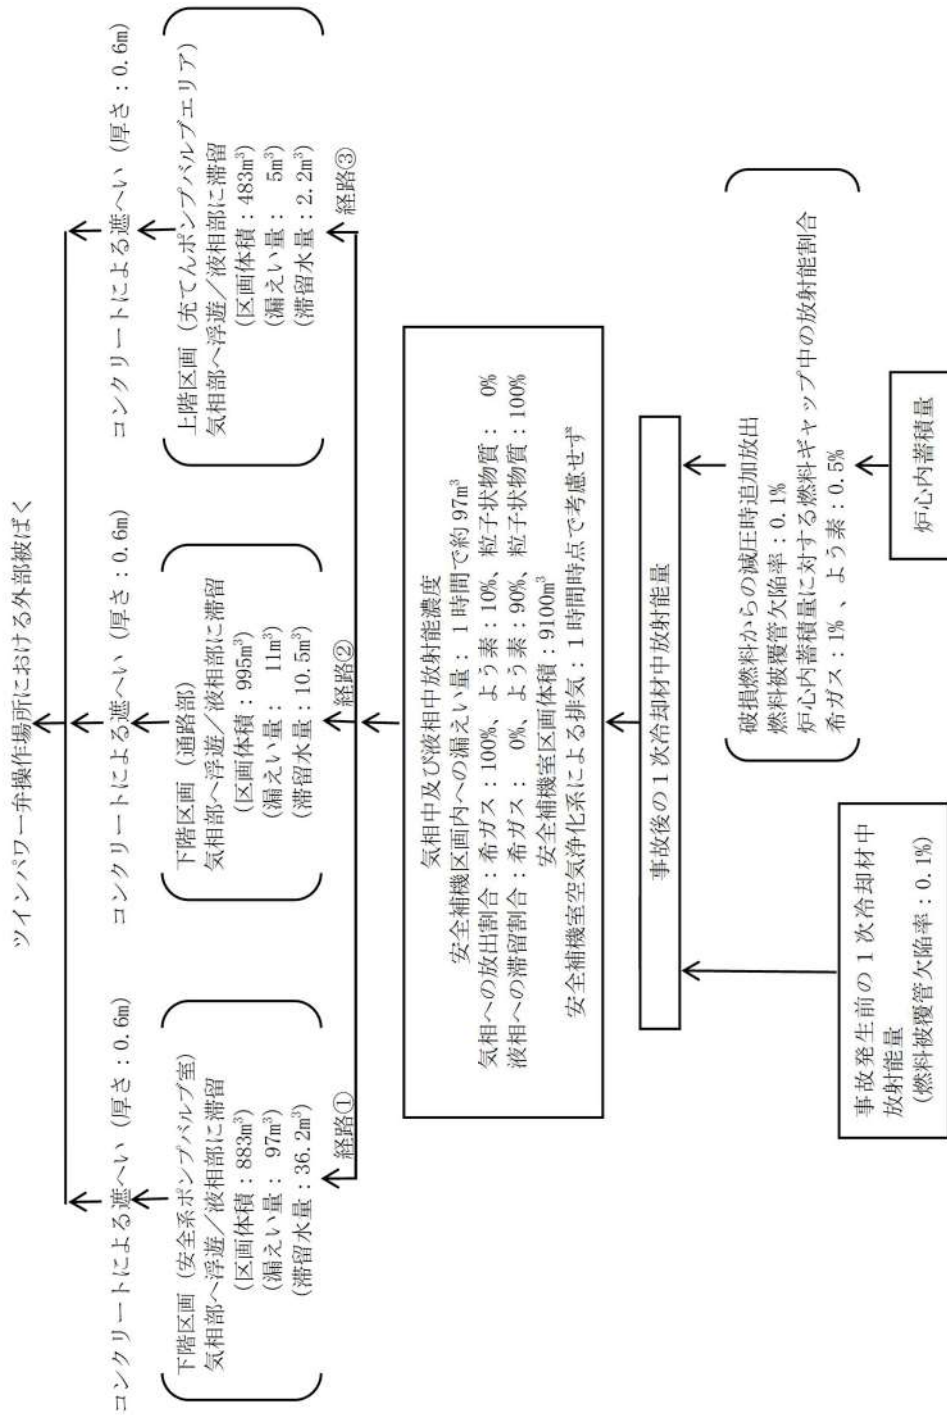 ツインパワー弁操作場所における外部被ばく
コンクリートによる遮へい (厚さ:0.6m)
コンクリートによる遮へい (厚さ:0.6m)
コンクリートによる遮へい (厚さ:0.6m)
下階区画 (安全系ポンプバルブ室)
気相部へ浮遊/液相部に滞留
(区画体積:883m³)
(漏えい量: 97m³)
(滞留水量:36.2m³)
経路①
下階区画 (通路部)
気相部へ浮遊/液相部に滞留
(区画体積:995m³)
(漏えい量: 11m³)
(滞留水量:10.5m³)
経路②
上階区画 (充てんポンプバルブエリア)
気相部へ浮遊/液相部に滞留
(区画体積:483m³)
(漏えい量: 5m³)
(滞留水量:2.2m³)
経路③
気相中及び液相中放射能濃度
安全補機区画内への漏えい量:1時間で約97m³
気相への放出割合:希ガス:100%、よう素:10%、粒子状物質: 0%
液相への滞留割合:希ガス: 0%、よう素:90%、粒子状物質:100%
安全補機室区画体積:9100m³
安全補機室空気浄化系による排気:1時間時点で考慮せず
事故後の1次冷却材中放射能量
事故発生前の1次冷却材中
放射能量
(燃料被覆管欠陥率:0.1%)
破損燃料からの減圧時追加放出
燃料被覆管欠陥率:0.1%
炉心内蓄積量に対する燃料ギャップ中の放射能割合
希ガス:1%、よう素:0.5%
炉心内蓄積量